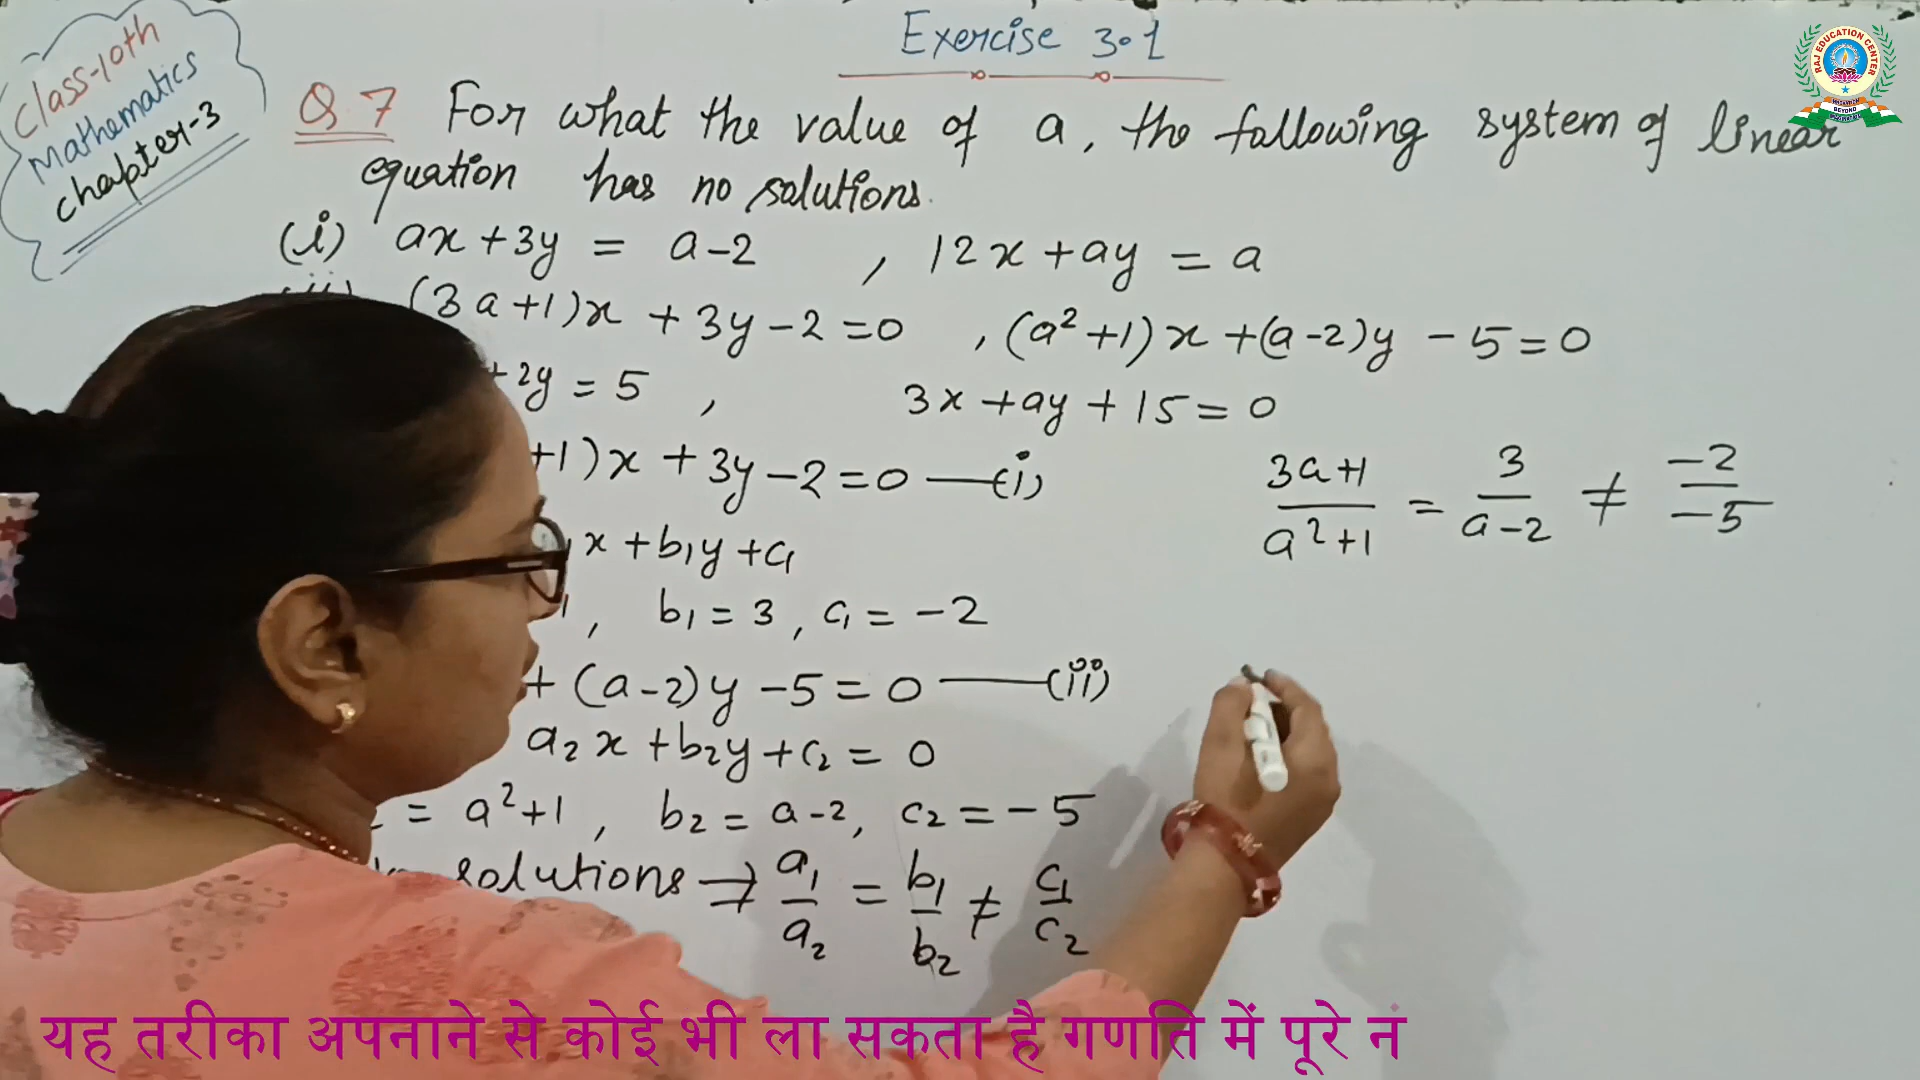 Exercise 3.1
Class-10th
Mathematics
chapter-3
Q.7 For what the value of a, the following system of linear
equation has no solutions.
(i) ax+3y = a-2 , 12x+ay = a
(3a+1)x + 3y-2=0 , (a²+1)x+(a-2)y - 5=0
+2y = 5 , 3x+ay+15=0
+1)x + 3y-2=0 —(i)
x+b₁y+c₁
b₁=3, c₁=-2
+(a-2)y-5=0 —(ii)
a₂x+b₂y+c₂=0
= a²+1, b₂=a-2, c₂=-5
solutions → a₁/a₂ = b₁/b₂ ≠ c₁/c₂
3a+1/a²+1 = 3/a-2 ≠ -2/-5
RAJ EDUCATION CENTER
यह तरीका अपनाने से कोई भी ला सकता है गणति में पूरे नं